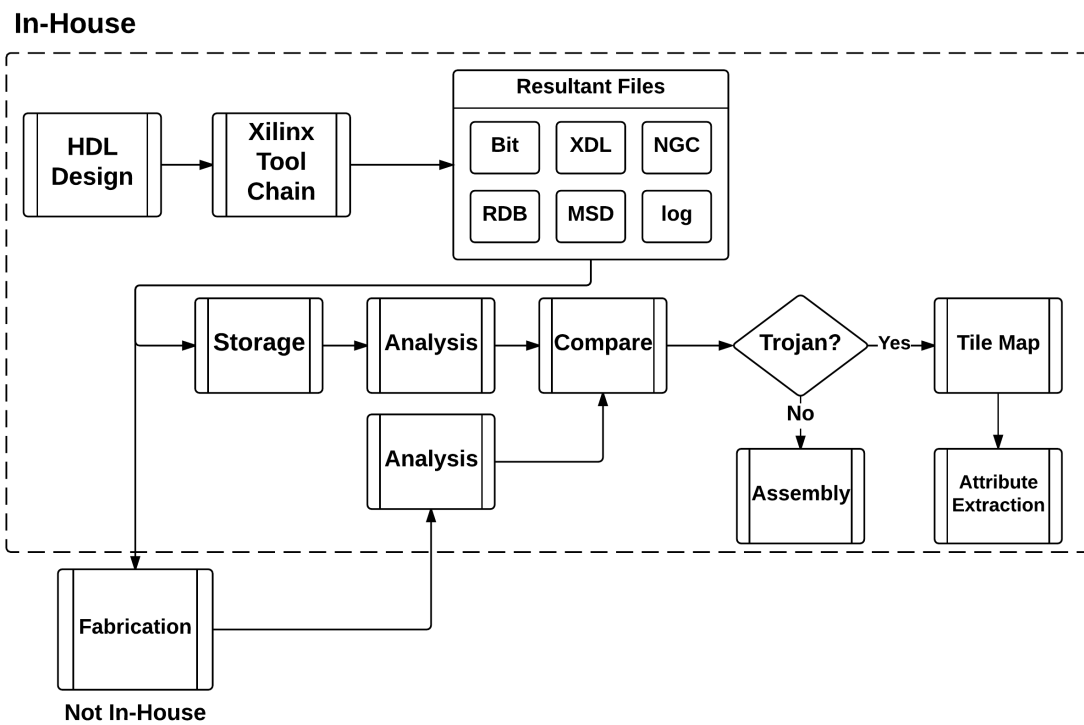 In-House
Resultant Files
HDL
Design
Xilinx
Tool
Chain
Bit
XDL
NGC
RDB
MSD
log
Storage
Analysis
Compare
Trojan?
Yes
Tile Map
No
Analysis
Assembly
Attribute
Extraction
Fabrication
Not In-House